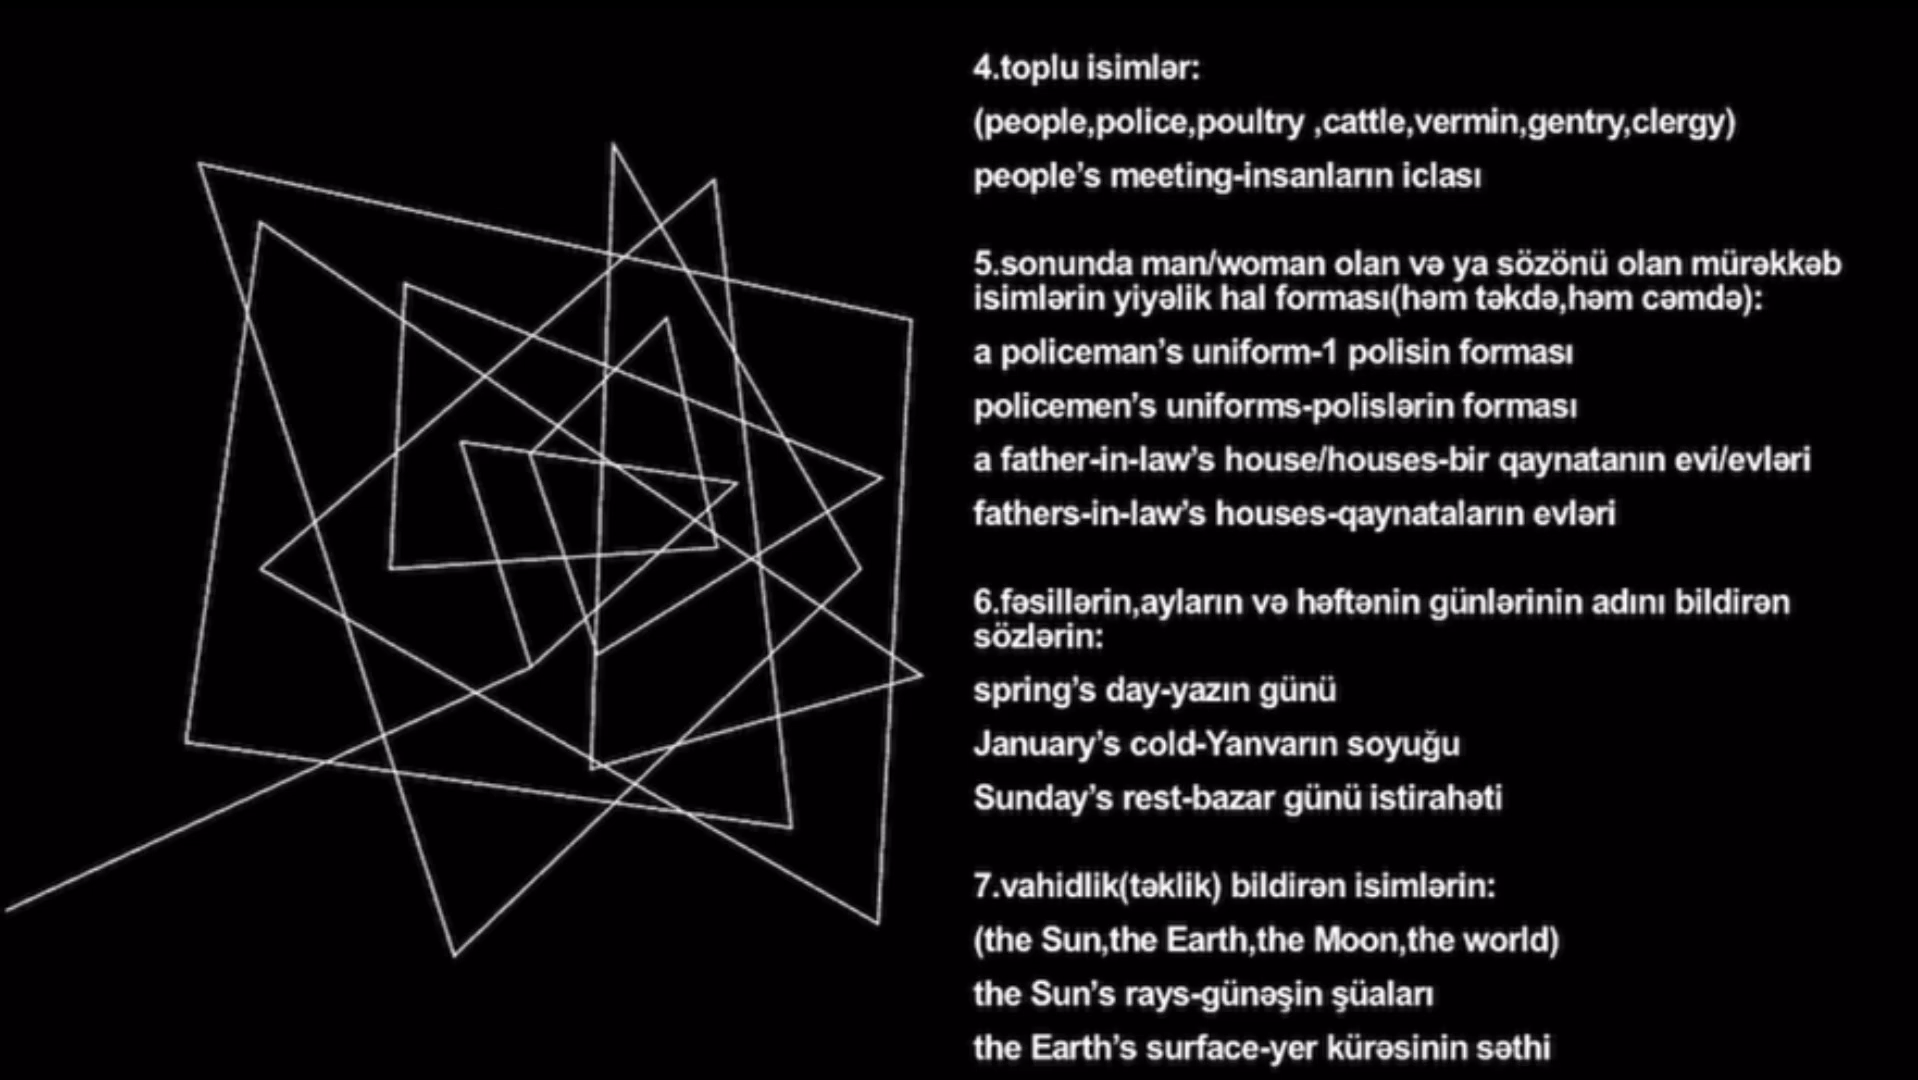 4.toplu isimlər:
(people,police,poultry ,cattle,vermin,gentry,clergy)
people’s meeting-insanların iclası
5.sonunda man/woman olan və ya sözönü olan mürəkkəb
isimlərin yiyəlik hal forması(həm təkdə,həm cəmdə):
a policeman’s uniform-1 polisin forması
policemen’s uniforms-polislərin forması
a father-in-law’s house/houses-bir qaynatanın evi/evləri
fathers-in-law’s houses-qaynataların evləri
6.fəsillərin,ayların və həftənin günlərinin adını bildirən
sözlərin:
spring’s day-yazın günü
January’s cold-Yanvarın soyuğu
Sunday’s rest-bazar günü istirahəti
7.vahidlik(təklik) bildirən isimlərin:
(the Sun,the Earth,the Moon,the world)
the Sun’s rays-günəşin şüaları
the Earth’s surface-yer kürəsinin səthi